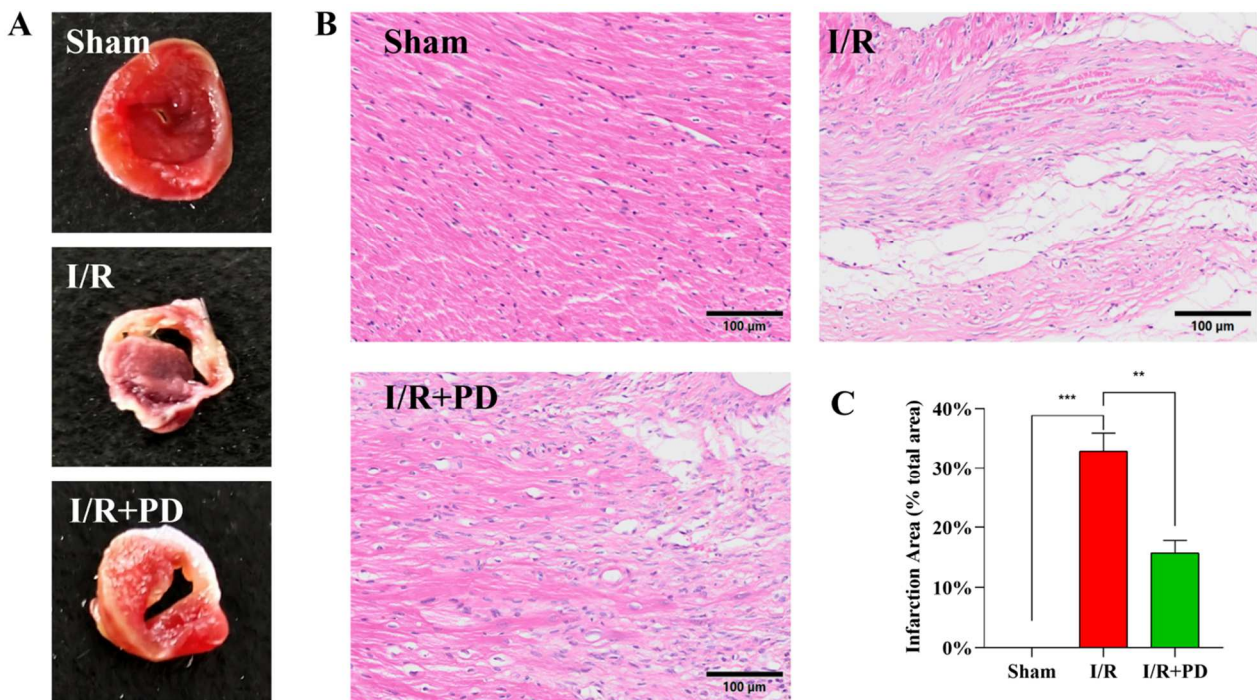 A
Sham
I/R
I/R+PD
B
Sham
100 μm
I/R
100 μm
I/R+PD
100 μm
C
Infarction Area (% total area)
40%
30%
20%
10%
0%
***
**
Sham
I/R
I/R+PD